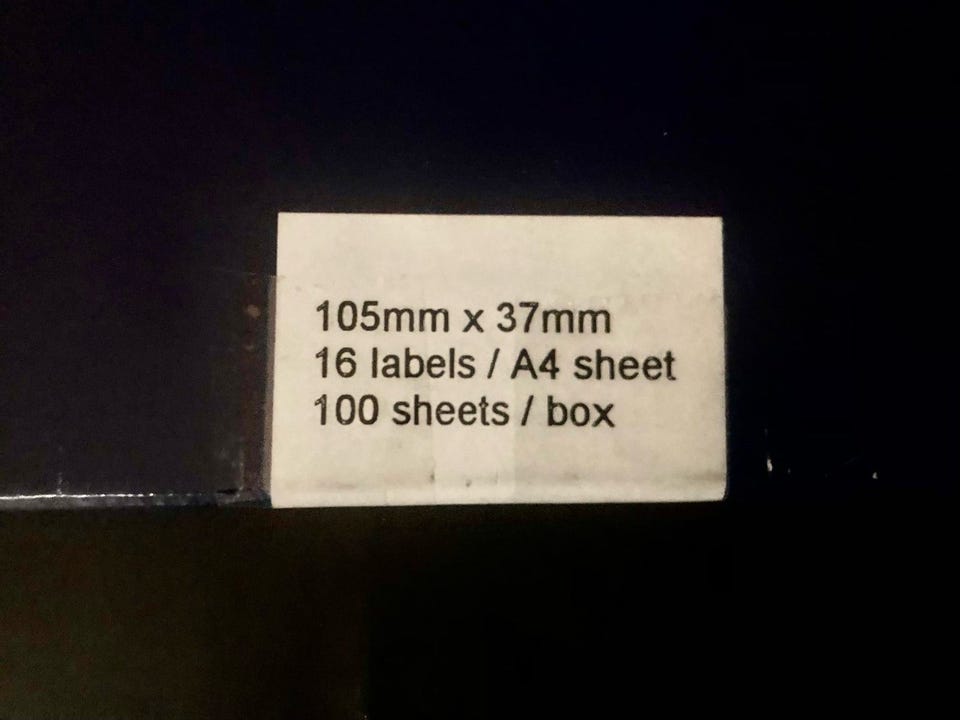 105mm x 37mm
16 labels / A4 sheet
100 sheets / box